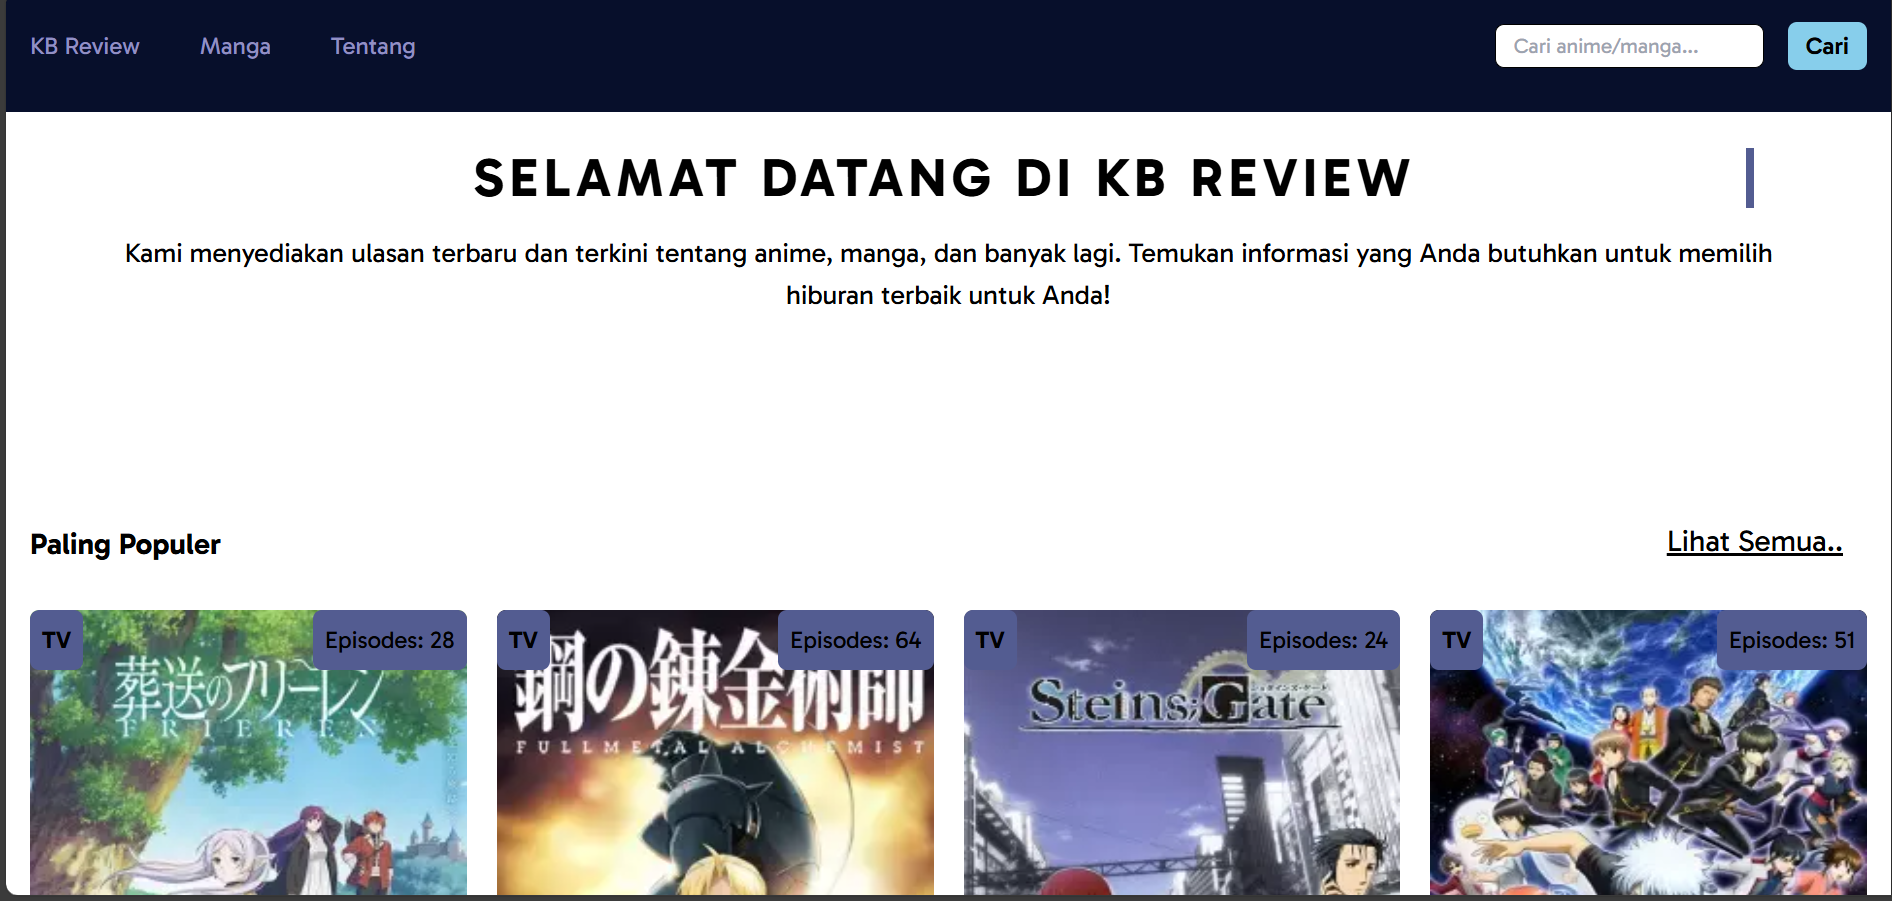 KB Review Manga Tentang Cari anime/manga... Cari
SELAMAT DATANG DI KB REVIEW
Kami menyediakan ulasan terbaru dan terkini tentang anime, manga, dan banyak lagi. Temukan informasi yang Anda butuhkan untuk memilih
hiburan terbaik untuk Anda!
Paling Populer Lihat Semua..
TV Episodes: 28
葬送のフリーレン
FRIEREN
TV Episodes: 64
鋼の錬金術師
FULLMETAL ALCHEMIST
TV Episodes: 24
Steins;Gate
TV Episodes: 51